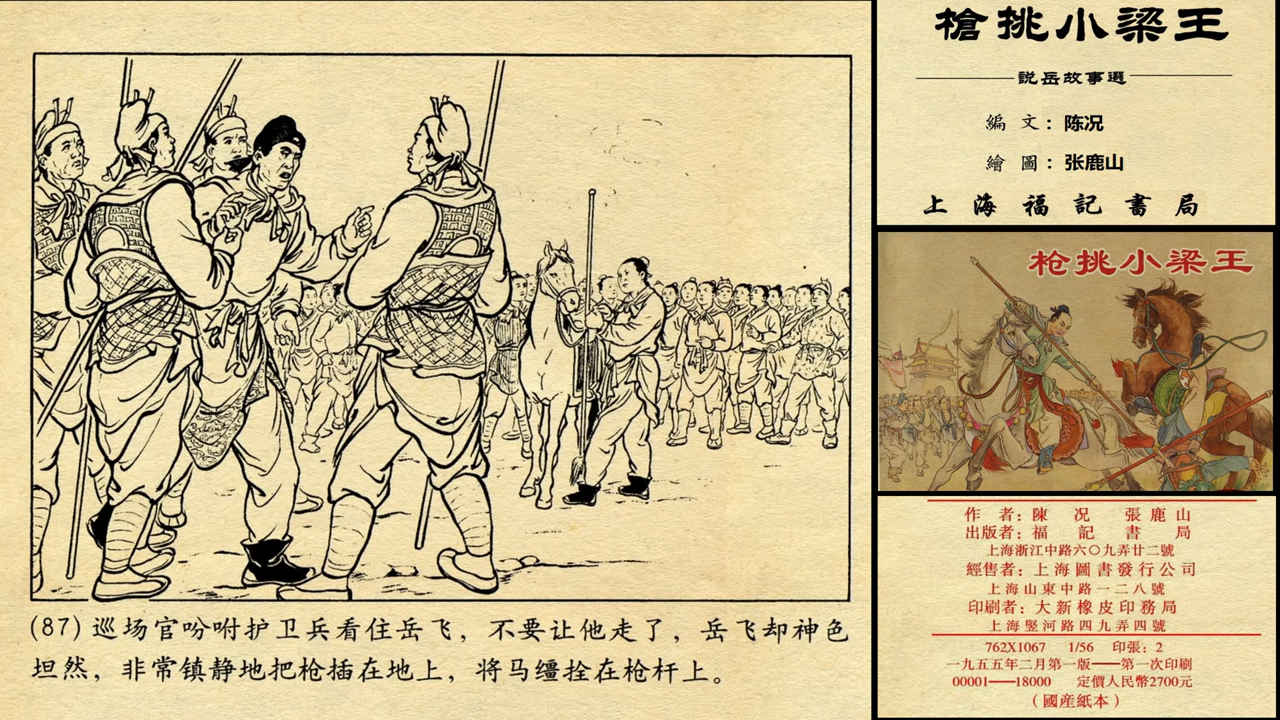 (87) 巡场官吩咐护卫兵看住岳飞，不要让他走了，岳飞却神色
坦然，非常镇静地把枪插在地上，将马缰拴在枪杆上。
槍挑小梁王
説岳故事選
編 文：陈况
繪 圖：张鹿山
上海福記書局
枪挑小梁王
作 者：陳 况 張鹿山
出版者：福 記 書 局
上海浙江中路六〇九弄廿二號
經售者：上海圖書發行公司
上海山東中路一二八號
印刷者：大新橡皮印務局
上海竪河路四九弄四號
762X1067 1/56 印張：2
一九五五年二月第一版——第一次印刷
00001——18000 定價人民幣2700元
（國産紙本）